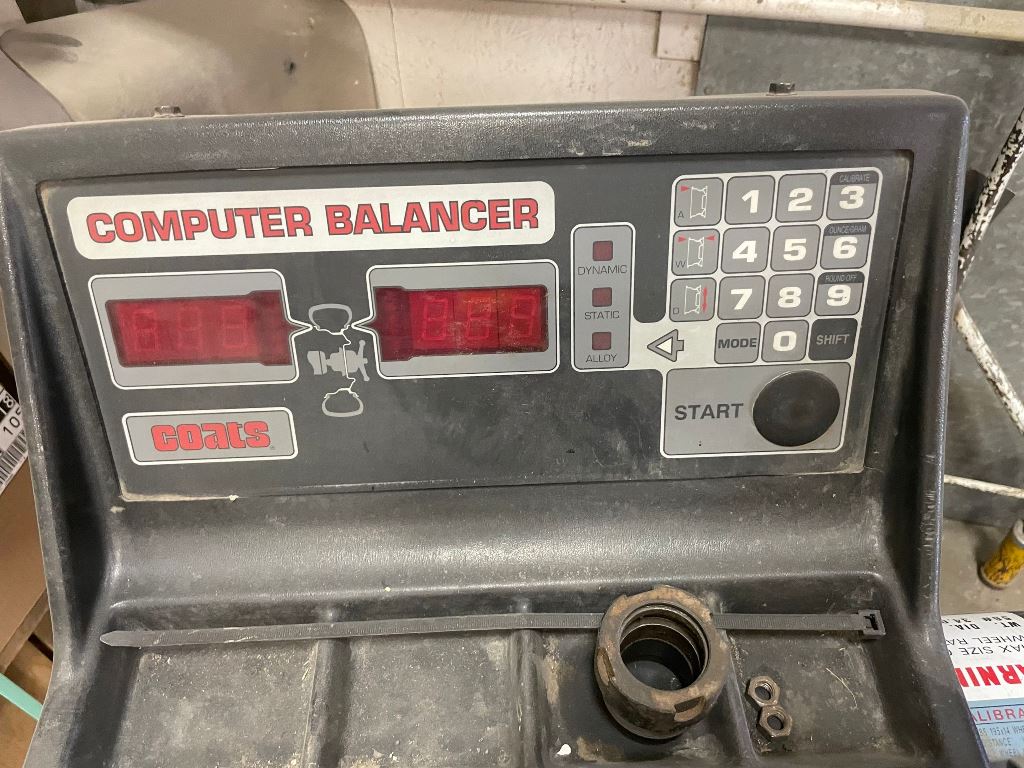 COMPUTER BALANCER
DYNAMIC
STATIC
ALLOY
A
1
2
CALIBRATE
3
W
4
5
OUNCE/GRAM
6
D
7
8
ROUND OFF
9
MODE
0
SHIFT
START
coats